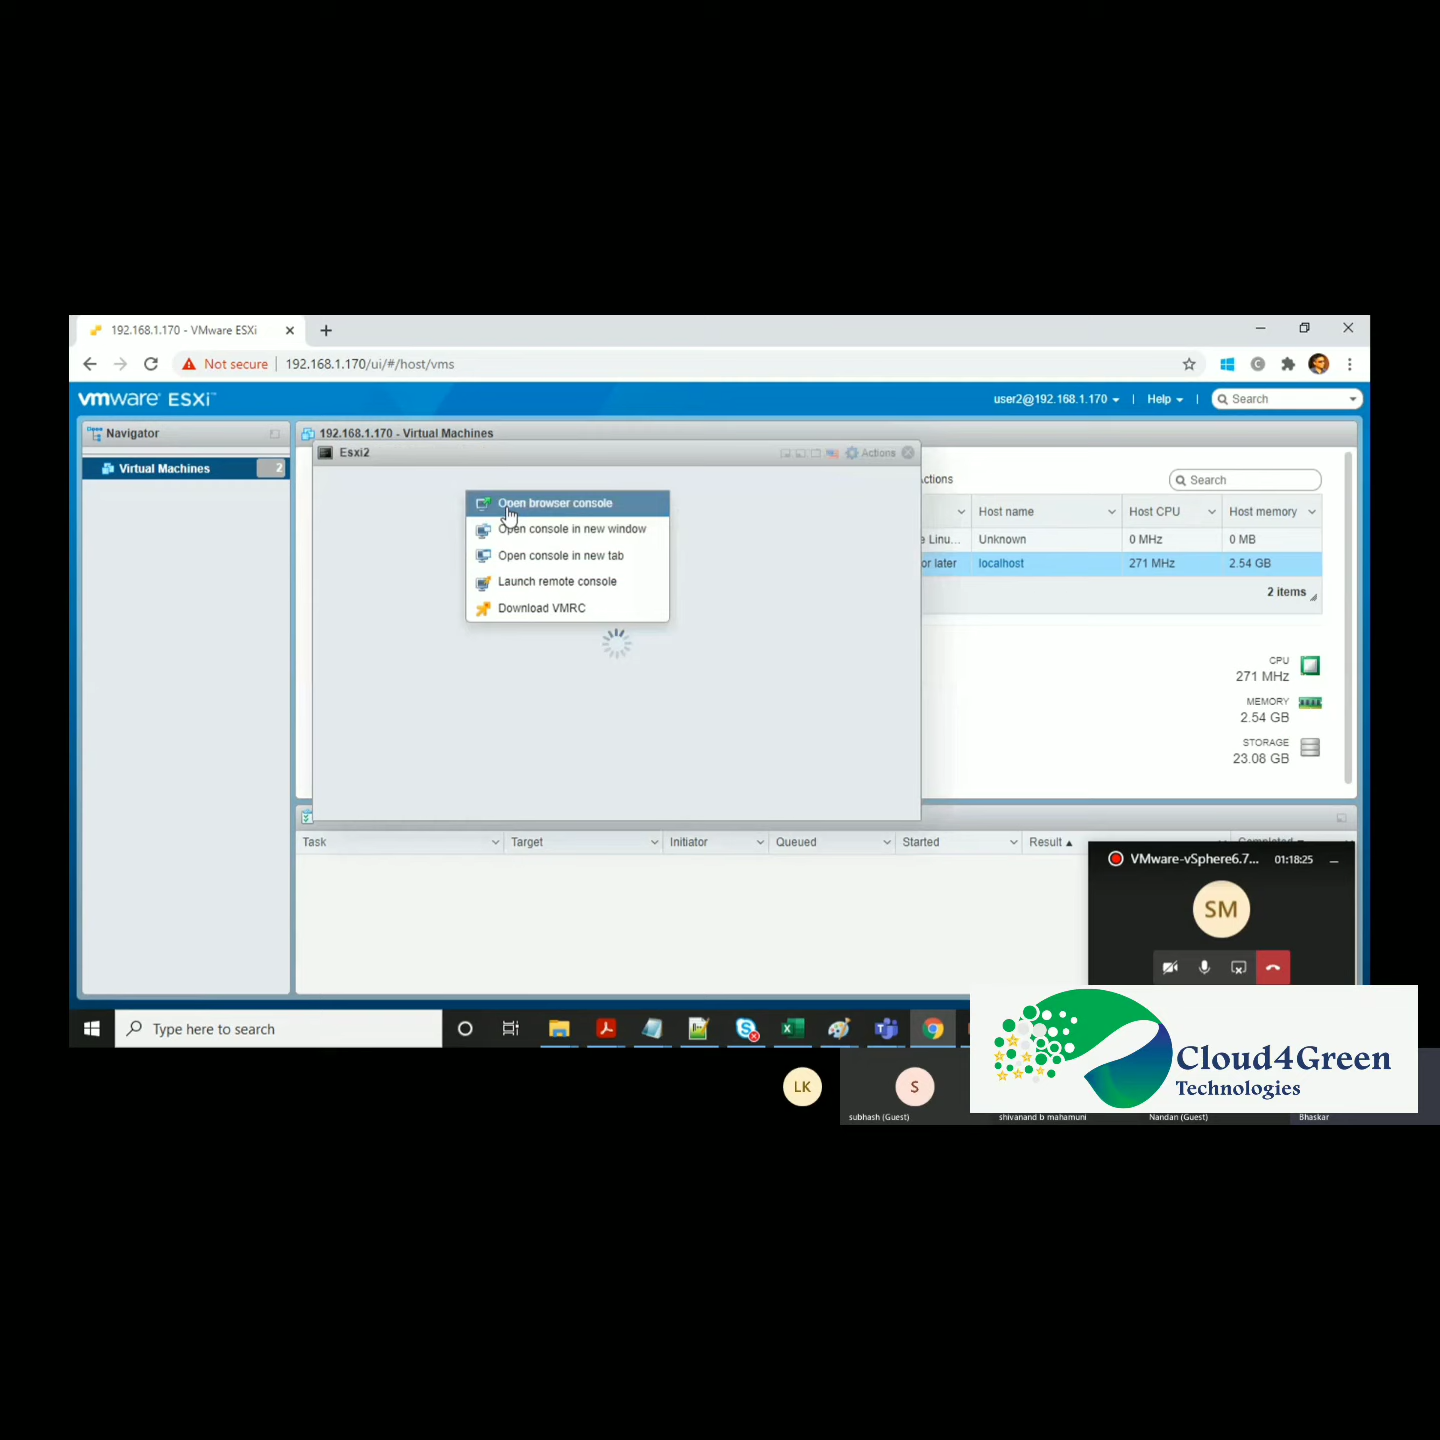 192.168.1.170 - VMware ESXi
Not secure
192.168.1.170/ui/#/host/vms
vmware ESXi
user2@192.168.1.170
Help
Search
Navigator
Virtual Machines
2
192.168.1.170 - Virtual Machines
Esxi2
Actions
ctions
Search
Host name
Host CPU
Host memory
Linu...
Unknown
0 MHz
0 MB
or later
localhost
271 MHz
2.54 GB
2 items
Open browser console
Open console in new window
Open console in new tab
Launch remote console
Download VMRC
CPU
271 MHz
MEMORY
2.54 GB
STORAGE
23.08 GB
Task
Target
Initiator
Queued
Started
Result
Completed
VMware-vSphere6.7...
01:18:25
SM
Type here to search
Cloud4Green
Technologies
LK
S
subhash (Guest)
shivanand b mahamuni
Nandan (Guest)
Bhaskar